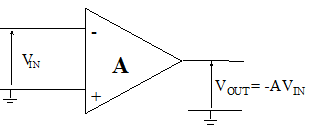 -
V_IN
A
+
V_OUT = -AV_IN